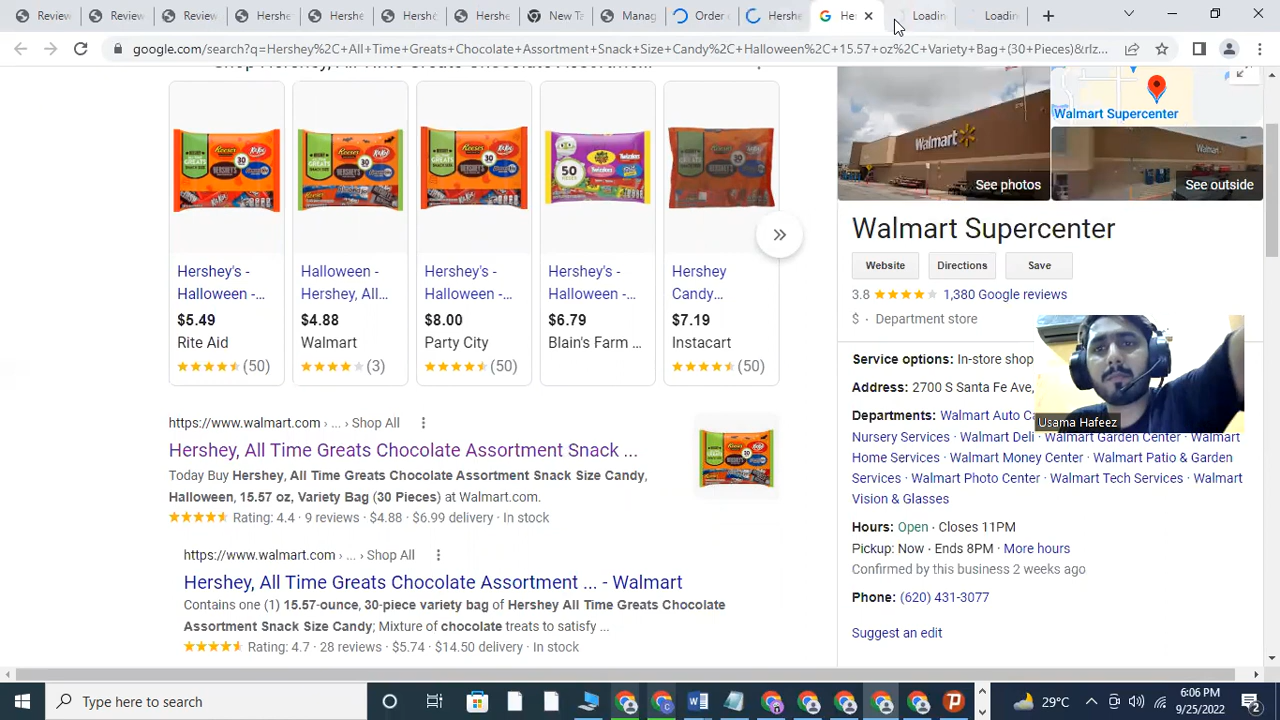 Review
Review
Review
Hershe
Hershe
Hershe
Hershe
New Ta
Manag
Order
Hershe
He
Loadin
Loadin
google.com/search?q=Hershey%2C+All+Time+Greats+Chocolate+Assortment+Snack+Size+Candy%2C+Halloween%2C+15.57+oz%2C+Variety+Bag+(30+Pieces)&rlz...
Hershey's -
Halloween -...
$5.49
Rite Aid
(50)
Halloween -
Hershey, All...
$4.88
Walmart
(3)
Hershey's -
Halloween -...
$8.00
Party City
(50)
Hershey's -
Halloween -...
$6.79
Blain's Farm ...
Hershey
Candy...
$7.19
Instacart
(50)
https://www.walmart.com › ... › Shop All
Hershey, All Time Greats Chocolate Assortment Snack ...
Today Buy Hershey, All Time Greats Chocolate Assortment Snack Size Candy,
Halloween, 15.57 oz, Variety Bag (30 Pieces) at Walmart.com.
Rating: 4.4 · 9 reviews · $4.88 · $6.99 delivery · In stock
https://www.walmart.com › ... › Shop All
Hershey, All Time Greats Chocolate Assortment ... - Walmart
Contains one (1) 15.57-ounce, 30-piece variety bag of Hershey All Time Greats Chocolate
Assortment Snack Size Candy; Mixture of chocolate treats to satisfy ...
Rating: 4.7 · 28 reviews · $5.74 · $14.50 delivery · In stock
Walmart
See photos
Walmart Supercenter
See outside
Walmart Supercenter
Website
Directions
Save
3.8
1,380 Google reviews
$ · Department store
Service options: In-store shop
Address: 2700 S Santa Fe Ave,
Departments: Walmart Auto Ca
Nursery Services · Walmart Deli · Walmart Garden Center · Walmart
Home Services · Walmart Money Center · Walmart Patio & Garden
Services · Walmart Photo Center · Walmart Tech Services · Walmart
Vision & Glasses
Usama Hafeez
Hours: Open · Closes 11PM
Pickup: Now · Ends 8PM · More hours
Confirmed by this business 2 weeks ago
Phone: (620) 431-3077
Suggest an edit
Type here to search
29°C
6:06 PM
9/25/2022
2